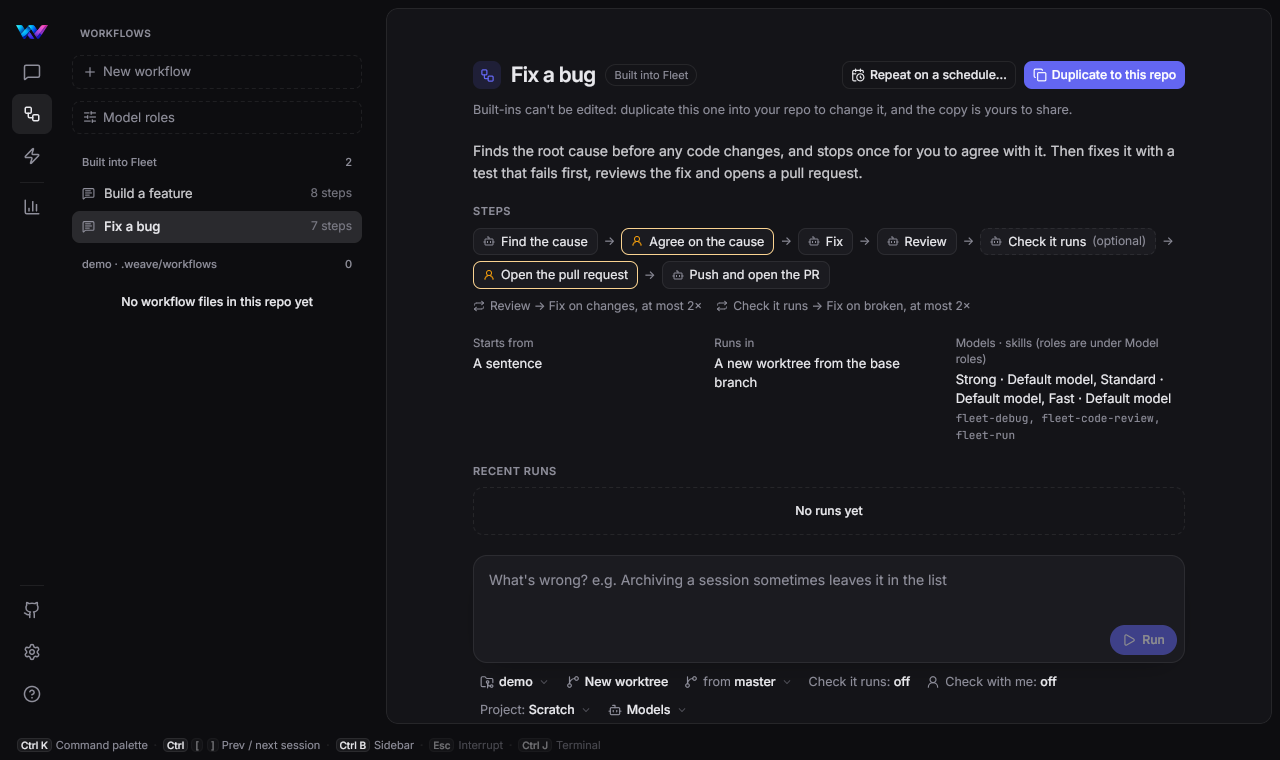 WORKFLOWS
New workflow
Model roles
Built into Fleet 2
Build a feature 8 steps
Fix a bug 7 steps
demo · .weave/workflows 0
No workflow files in this repo yet
Fix a bug Built into Fleet Repeat on a schedule... Duplicate to this repo
Built-ins can't be edited: duplicate this one into your repo to change it, and the copy is yours to share.
Finds the root cause before any code changes, and stops once for you to agree with it. Then fixes it with a
test that fails first, reviews the fix and opens a pull request.
STEPS
Find the cause → Agree on the cause → Fix → Review → Check it runs (optional) →
Open the pull request → Push and open the PR
Review → Fix on changes, at most 2× Check it runs → Fix on broken, at most 2×
Starts from
A sentence
Runs in
A new worktree from the base
branch
Models · skills (roles are under Model
roles)
Strong · Default model, Standard ·
Default model, Fast · Default model
fleet-debug, fleet-code-review,
fleet-run
RECENT RUNS
No runs yet
What's wrong? e.g. Archiving a session sometimes leaves it in the list
Run
demo New worktree from master Check it runs: off Check with me: off
Project: Scratch Models
Ctrl K Command palette · Ctrl [ ] Prev / next session · Ctrl B Sidebar · Esc Interrupt · Ctrl J Terminal